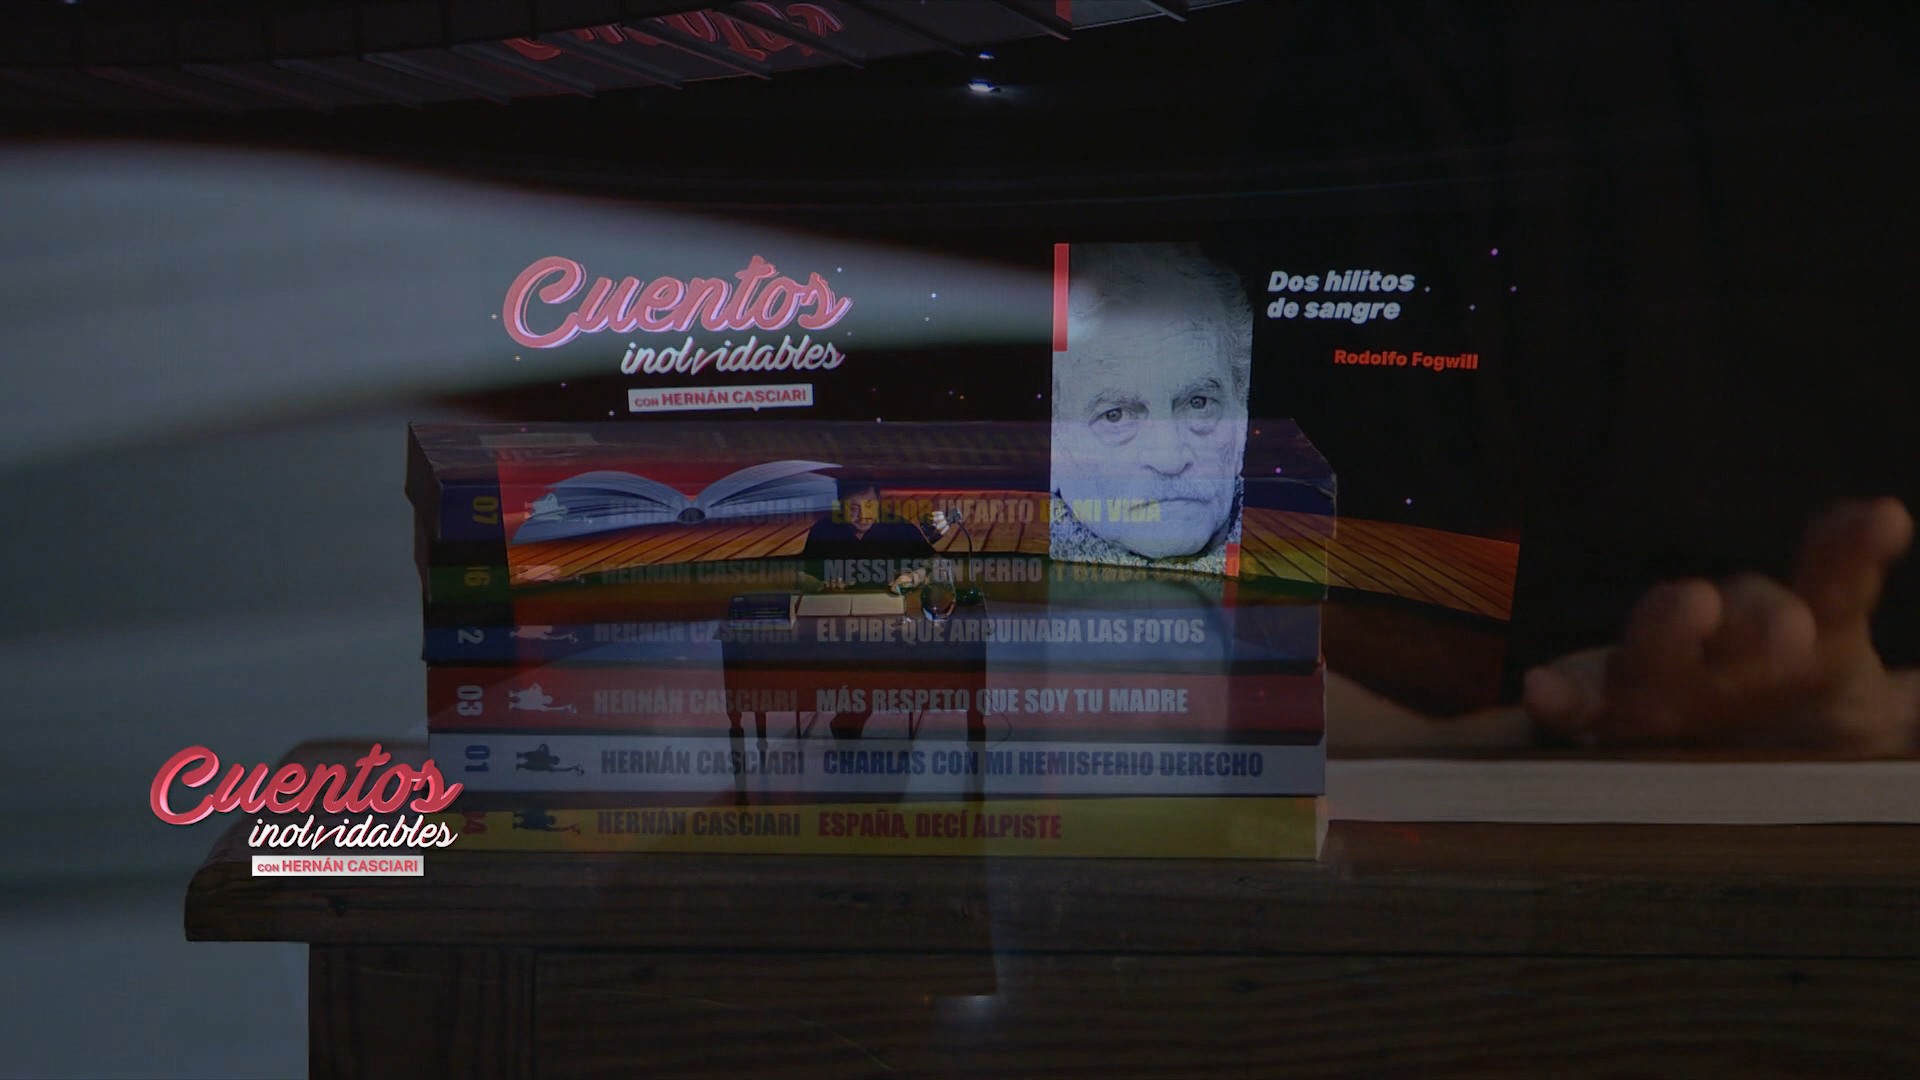 Cuentos
inolvidables
CON HERNÁN CASCIARI
Dos hilitos
de sangre
Rodolfo Fogwill
07 HERNÁN CASCIARI EL MEJOR INFARTO DE MI VIDA
HERNÁN CASCIARI MESSI ES UN PERRO Y
2 HERNÁN CASCIARI EL PIBE QUE ARRUINABA LAS FOTOS
03 HERNÁN CASCIARI MÁS RESPETO QUE SOY TU MADRE
01 HERNÁN CASCIARI CHARLAS CON MI HEMISFERIO DERECHO
04 HERNÁN CASCIARI ESPAÑA, DECÍ ALPISTE
Cuentos
inolvidables
CON HERNÁN CASCIARI